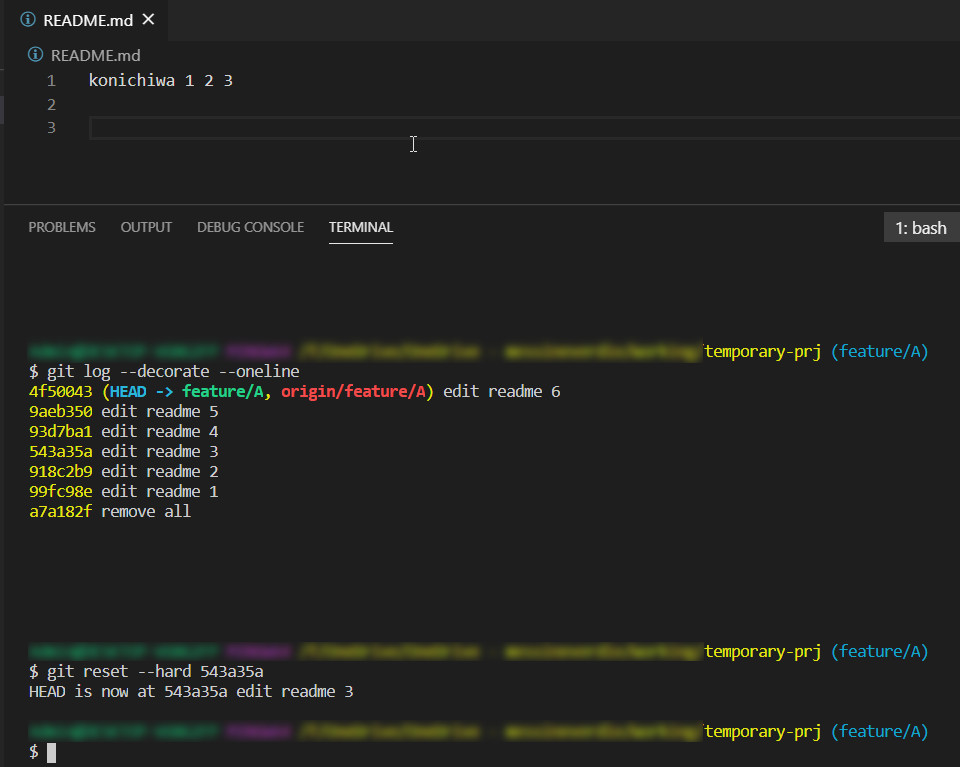 README.md ×
README.md
1 konichiwa 1 2 3
2
3
PROBLEMS OUTPUT DEBUG CONSOLE TERMINAL 1: bash
temporary-prj (feature/A)
$ git log --decorate --oneline
4f50043 (HEAD -> feature/A, origin/feature/A) edit readme 6
9aeb350 edit readme 5
93d7ba1 edit readme 4
543a35a edit readme 3
918c2b9 edit readme 2
99fc98e edit readme 1
a7a182f remove all
temporary-prj (feature/A)
$ git reset --hard 543a35a
HEAD is now at 543a35a edit readme 3
temporary-prj (feature/A)
$